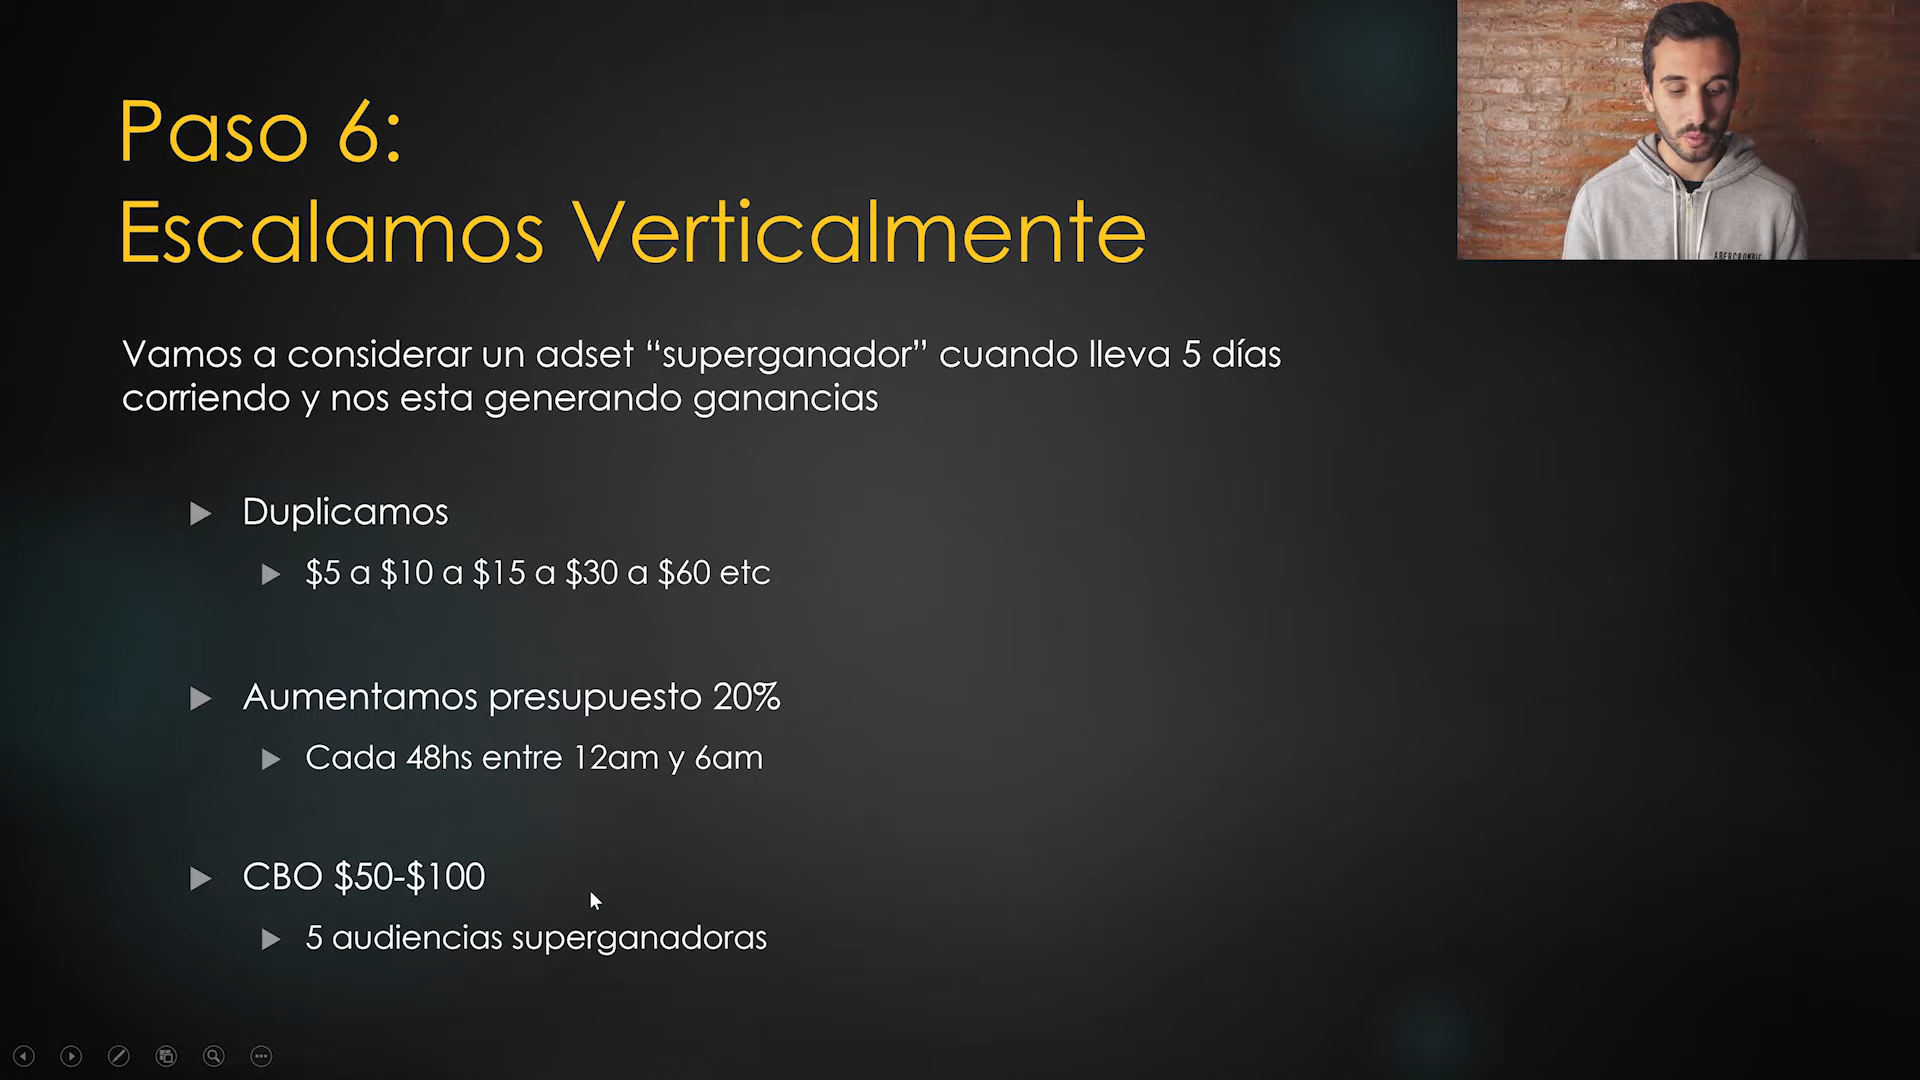 Paso 6:
Escalamos Verticalmente
Vamos a considerar un adset “superganador” cuando lleva 5 días
corriendo y nos esta generando ganancias
Duplicamos
$5 a $10 a $15 a $30 a $60 etc
Aumentamos presupuesto 20%
Cada 48hs entre 12am y 6am
CBO $50-$100
5 audiencias superganadoras
ABERCROMBIE